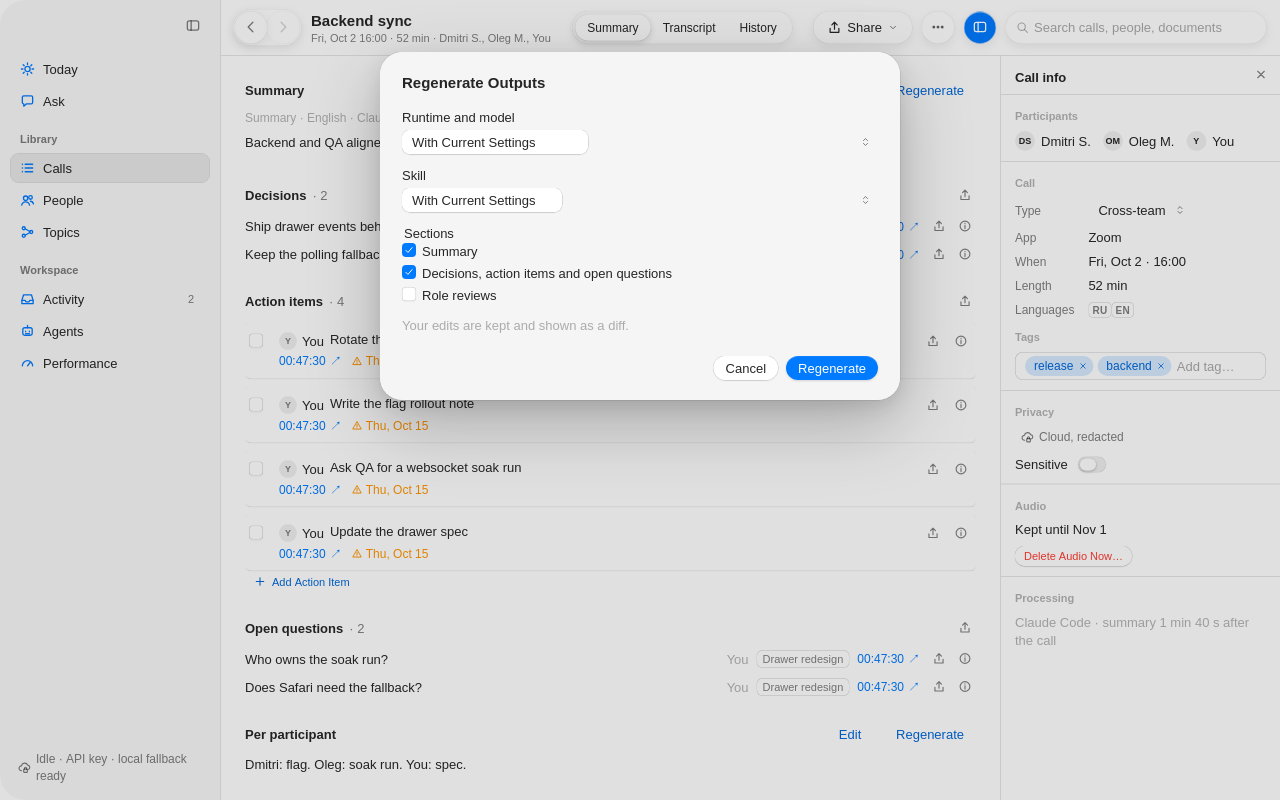 Today
Ask
Library
Calls
People
Topics
Workspace
Activity 2
Agents
Performance
Idle · API key · local fallback
ready
Backend sync
Fri, Oct 2 16:00 · 52 min · Dmitri S., Oleg M., You
Summary Transcript History
Share
Search calls, people, documents
Summary
Regenerate
Summary · English ·
Backend and QA
Decisions · 2
Ship drawer events
Keep the polling
Action items · 4
Y You Rotate
00:47:30
Y You Write the flag rollout note
00:47:30 Thu, Oct 15
Y You Ask QA for a websocket soak run
00:47:30 Thu, Oct 15
Y You Update the drawer spec
00:47:30 Thu, Oct 15
Add Action Item
Open questions · 2
Who owns the soak run? You Drawer redesign 00:47:30
Does Safari need the fallback? You Drawer redesign 00:47:30
Per participant Edit Regenerate
Dmitri: flag. Oleg: soak run. You: spec.
Regenerate Outputs
Runtime and model
With Current Settings
Skill
With Current Settings
Sections
Summary
Decisions, action items and open questions
Role reviews
Your edits are kept and shown as a diff.
Cancel Regenerate
Call info
Participants
DS Dmitri S. OM Oleg M. Y You
Call
Type Cross-team
App Zoom
When Fri, Oct 2 · 16:00
Length 52 min
Languages RU EN
Tags
release × backend × Add tag…
Privacy
Cloud, redacted
Sensitive
Audio
Kept until Nov 1
Delete Audio Now…
Processing
Claude Code · summary 1 min 40 s after
the call